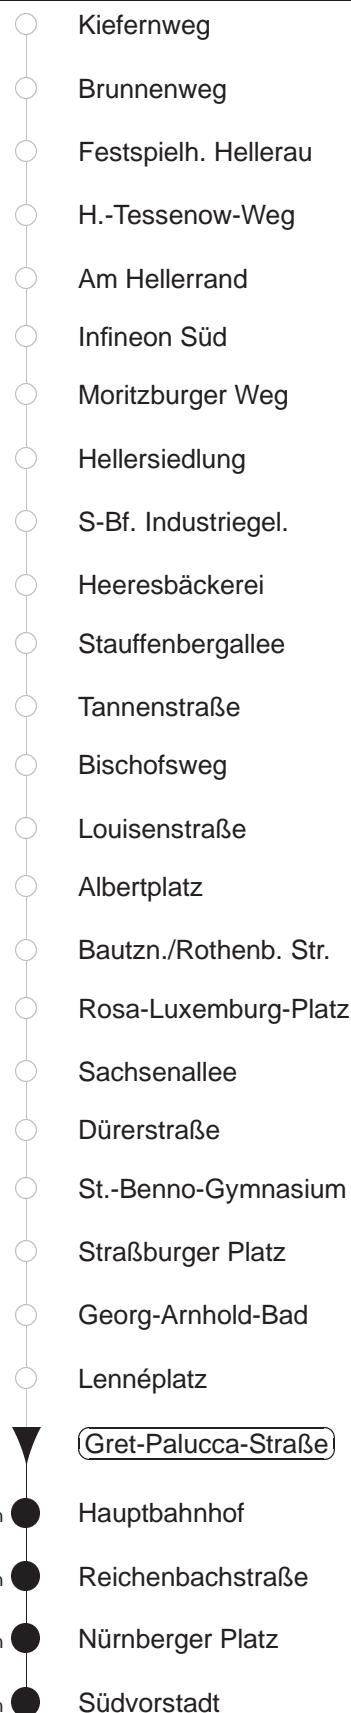 Kiefernweg
Brunnenweg
Festspielh. Hellerau
H.-Tessenow-Weg
Am Hellerrand
Infineon Süd
Moritzburger Weg
Hellersiedlung
S-Bf. Industriegel.
Heeresbäckerei
Stauffenbergallee
Tannenstraße
Bischofsweg
Louisenstraße
Albertplatz
Bautzn./Rothenb. Str.
Rosa-Luxemburg-Platz
Sachsenallee
Dürerstraße
St.-Benno-Gymnasium
Straßburger Platz
Georg-Arnhold-Bad
Lennéplatz
Gret-Palucca-Straße
Hauptbahnhof
Reichenbachstraße
Nürnberger Platz
Südvorstadt